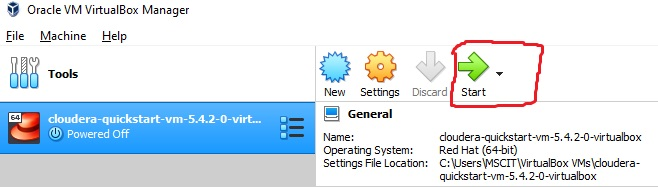 Oracle VM VirtualBox Manager
File Machine Help
Tools
New Settings Discard Start
64
cloudera-quickstart-vm-5.4.2-0-virt...
Powered Off
General
Name: cloudera-quickstart-vm-5.4.2-0-virtualbox
Operating System: Red Hat (64-bit)
Settings File Location: C:\Users\MSCIT\VirtualBox VMs\cloudera-
quickstart-vm-5.4.2-0-virtualbox